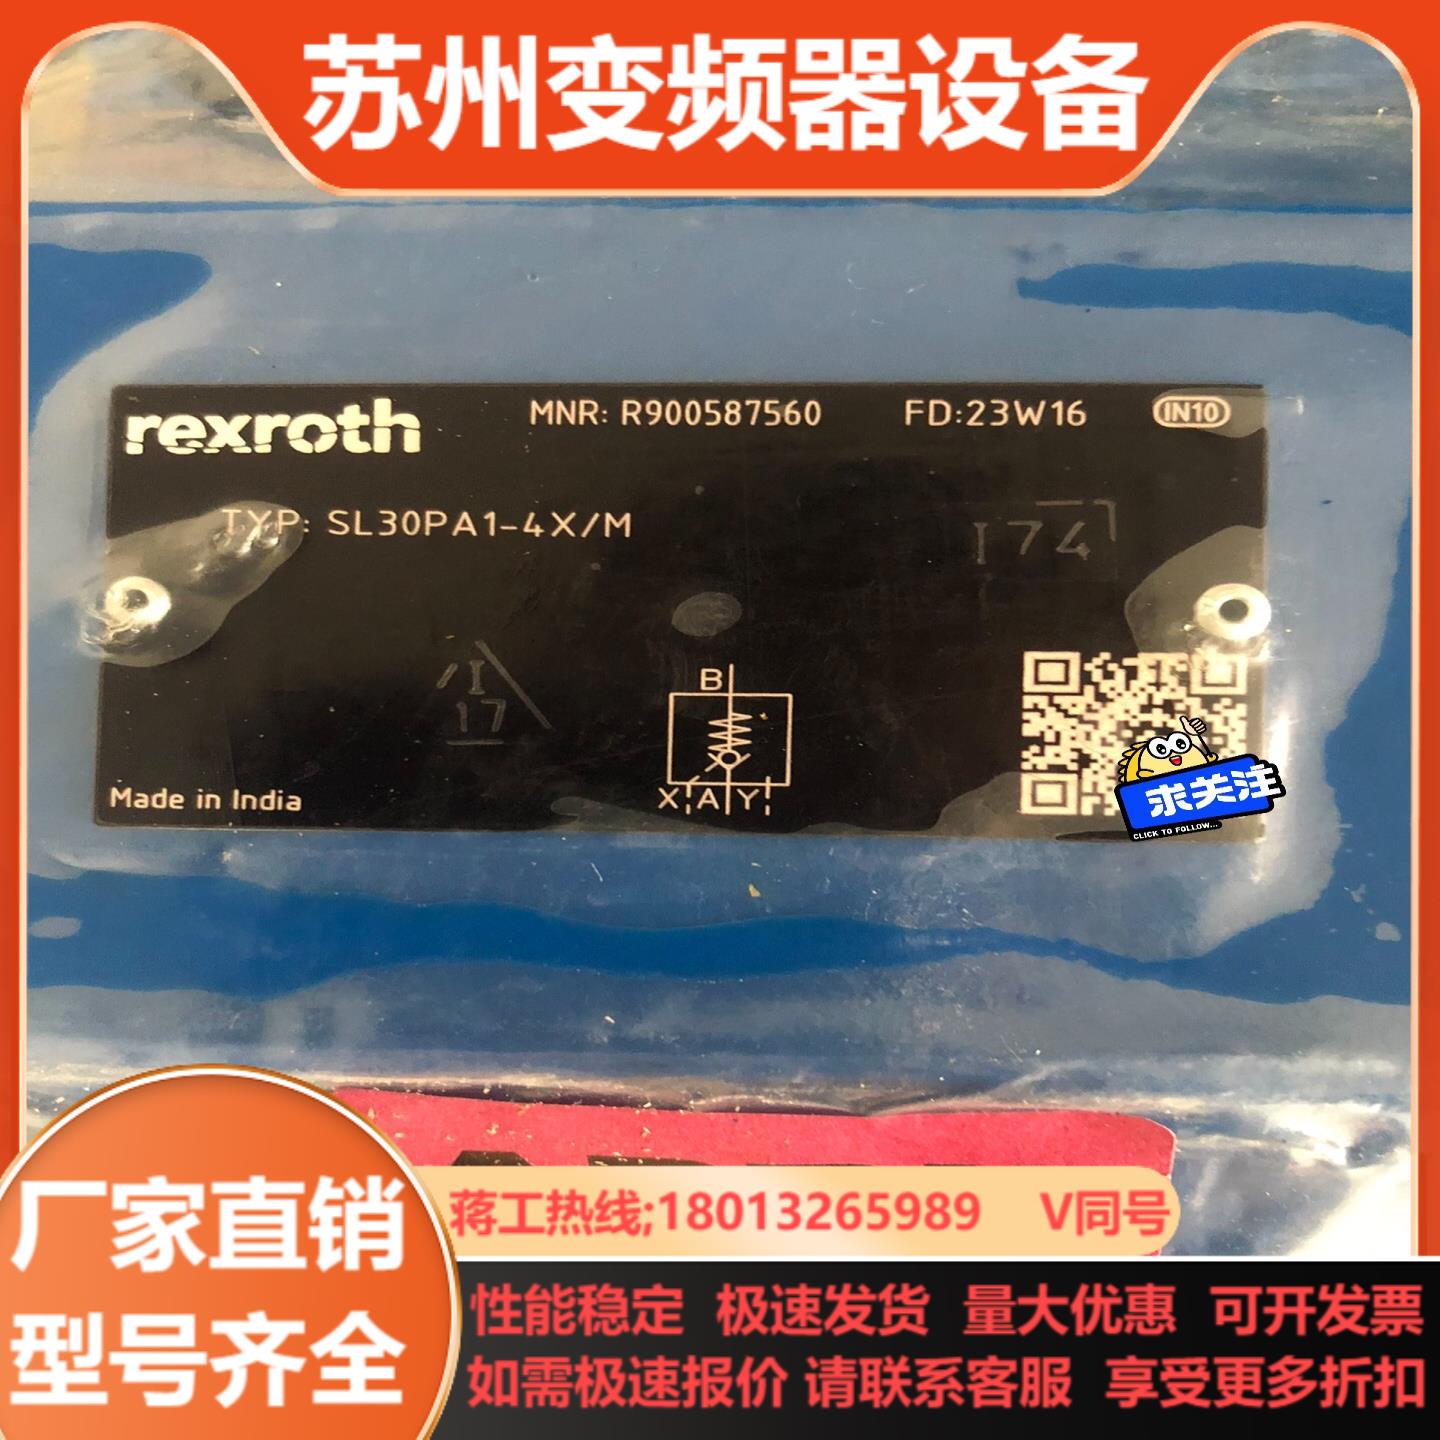 苏州变频器设备
rexroth MNR: R900587560 FD:23W16 IN10
TYP: SL30PA1-4X/M
I74
I
17
B
X A Y
Made in India
求关注
CLICK TO FOLLOW...
蒋工热线;18013265989 V同号
厂家直销
型号齐全
性能稳定 极速发货 量大优惠 可开发票
如需极速报价 请联系客服 享受更多折扣